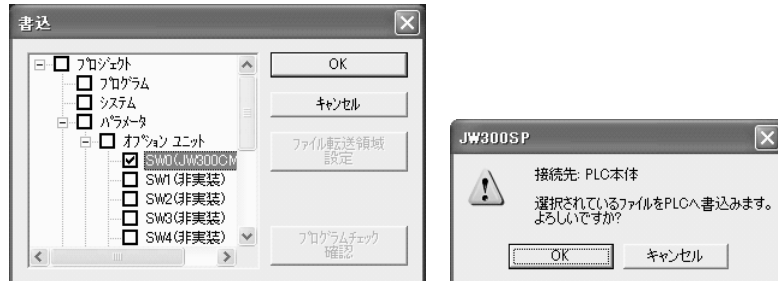 書込
プロジェクト
プログラム
システム
パラメータ
オプション ユニット
SW0(JW300CM
SW1(非実装)
SW2(非実装)
SW3(非実装)
SW4(非実装)
OK
キャンセル
ファイル転送領域
設定
プログラムチェック
確認
JW300SP
接続先: PLC本体
選択されているファイルをPLCへ書込みます。
よろしいですか?
OK
キャンセル